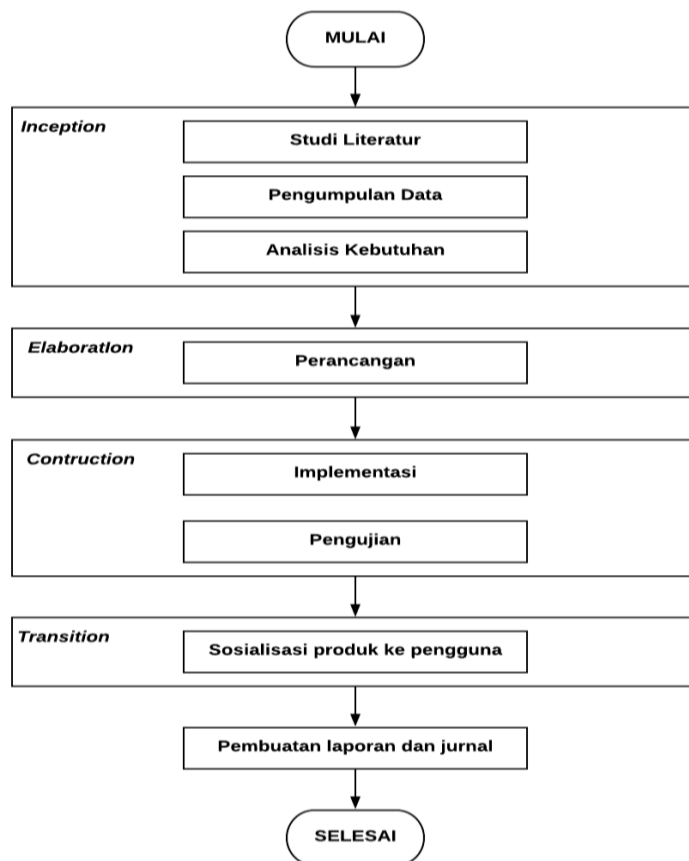 MULAI
Inception
Studi Literatur
Pengumpulan Data
Analisis Kebutuhan
Elaboration
Perancangan
Contruction
Implementasi
Pengujian
Transition
Sosialisasi produk ke pengguna
Pembuatan laporan dan jurnal
SELESAI